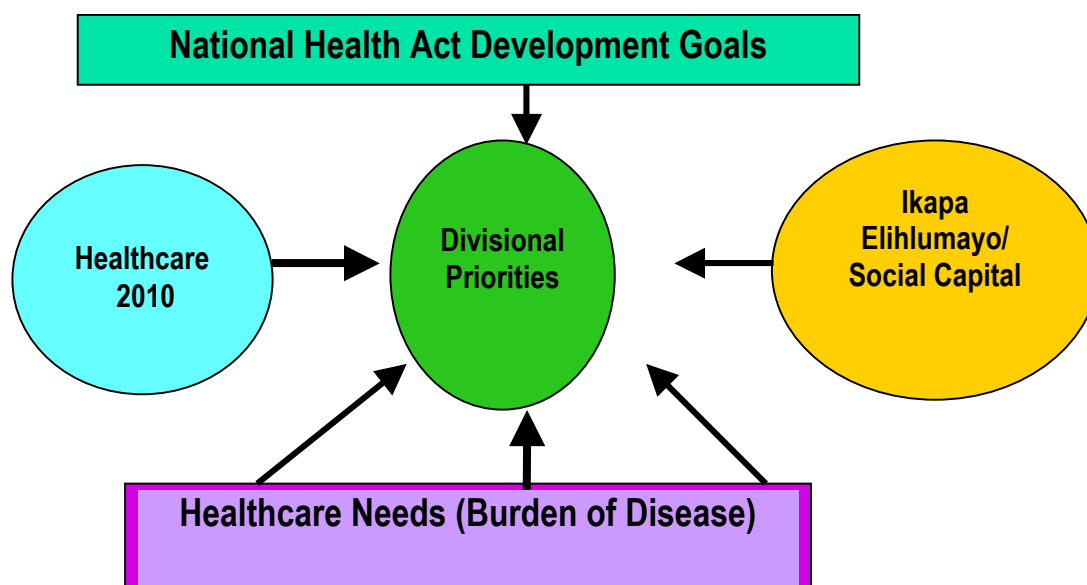 National Health Act Development Goals
Healthcare
2010
Divisional
Priorities
Ikapa
Elihlumayo/
Social Capital
Healthcare Needs (Burden of Disease)